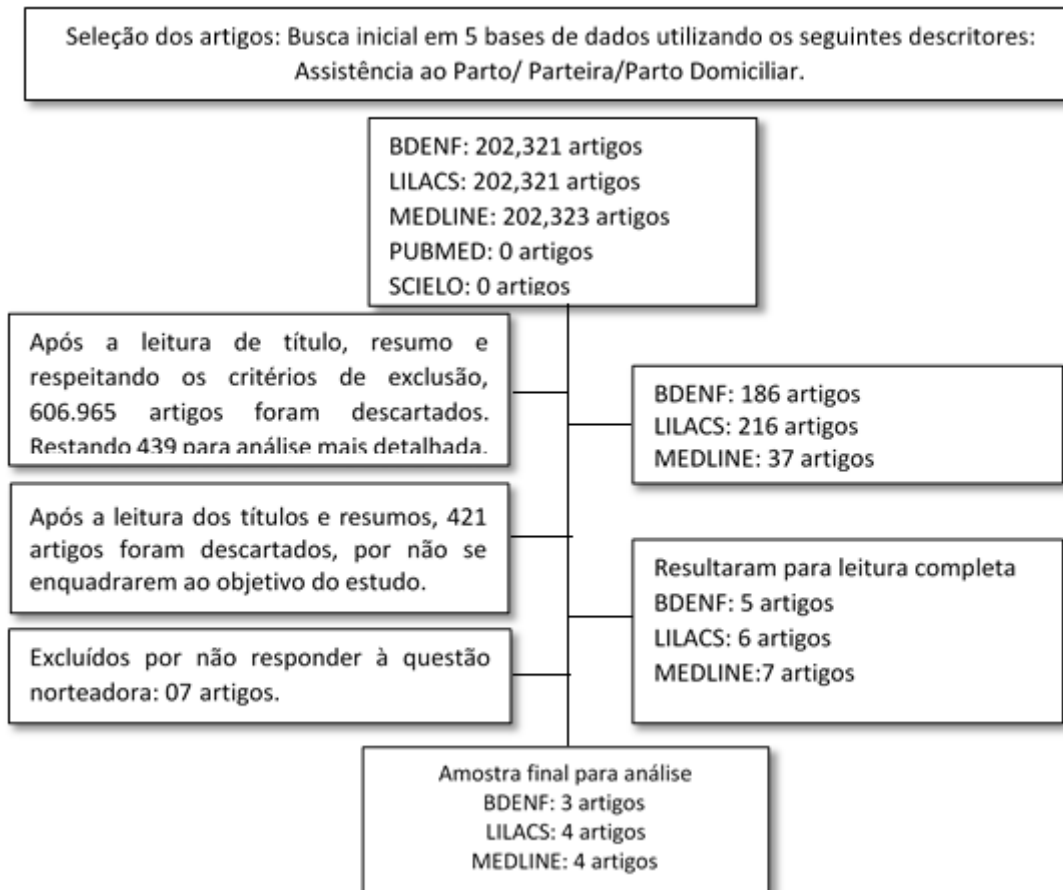 Seleção dos artigos: Busca inicial em 5 bases de dados utilizando os seguintes descritores:
Assistência ao Parto/ Parteira/Parto Domiciliar.
BDENF: 202,321 artigos
LILACS: 202,321 artigos
MEDLINE: 202,323 artigos
PUBMED: 0 artigos
SCIELO: 0 artigos
Após a leitura de título, resumo e
respeitando os critérios de exclusão,
606.965 artigos foram descartados.
Restando 439 para análise mais detalhada.
BDENF: 186 artigos
LILACS: 216 artigos
MEDLINE: 37 artigos
Após a leitura dos títulos e resumos, 421
artigos foram descartados, por não se
enquadrarem ao objetivo do estudo.
Resultaram para leitura completa
BDENF: 5 artigos
LILACS: 6 artigos
MEDLINE:7 artigos
Excluídos por não responder à questão
norteadora: 07 artigos.
Amostra final para análise
BDENF: 3 artigos
LILACS: 4 artigos
MEDLINE: 4 artigos